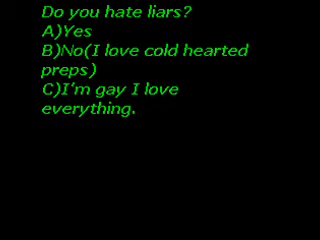 Do you hate liars?
A)Yes
B)No(I love cold hearted
preps)
C)I'm gay I love
everything.